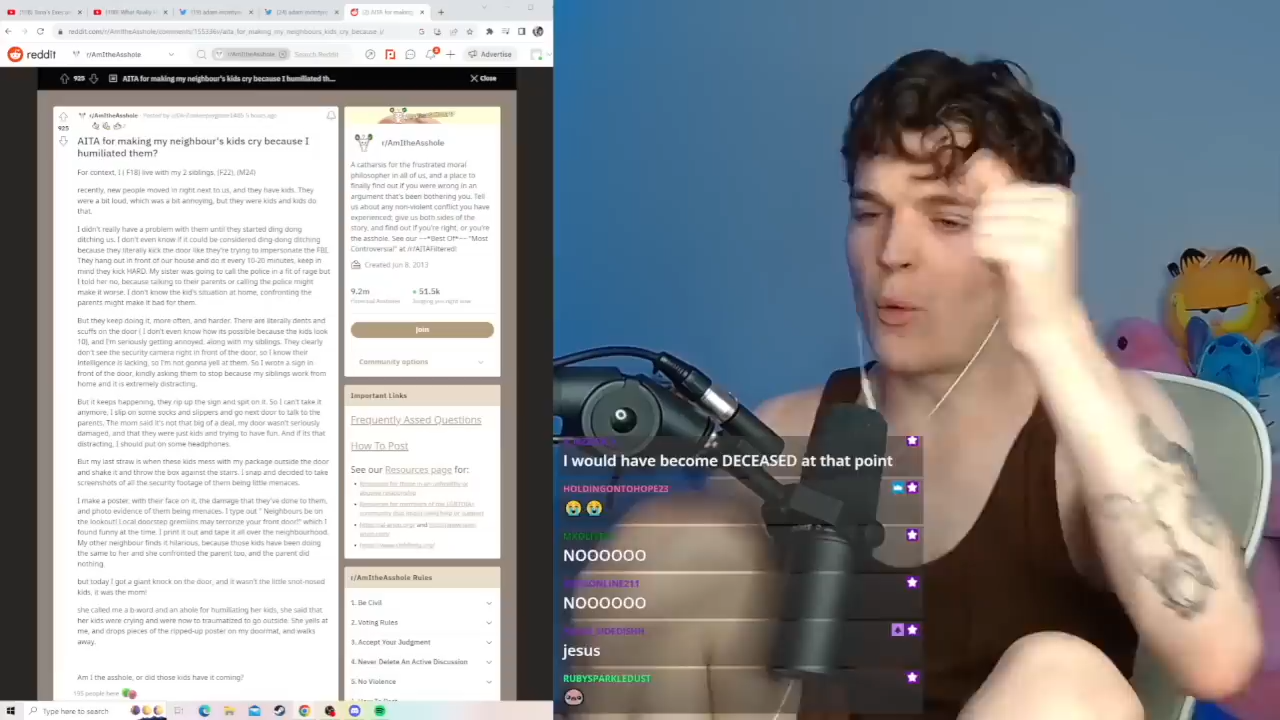 reddit.com/r/AmItheAsshole/comments/155336v/aita_for_making_my_neighbours_kids_cry_because_i/
reddit
r/AmItheAsshole
r/AmItheAsshole
Search Reddit
Advertise
925
AITA for making my neighbour's kids cry because I humiliated th...
Close
r/AmItheAsshole
5 hours ago
925
AITA for making my neighbour's kids cry because I
humiliated them?
For context, I ( F18) live with my 2 siblings, (F22), (M24)
recently, new people moved in right next to us, and they have kids. They
were a bit loud, which was a bit annoying, but they were kids and kids do
that.
I didn't really have a problem with them until they started ding dong
ditching us. I don't even know if it could be considered ding-dong ditching
because they literally kick the door like they're trying to impersonate the FBI.
They hang out in front of our house and do it every 10-20 minutes, keep in
mind they kick HARD. My sister was going to call the police in a fit of rage but
I told her no, because talking to their parents or calling the police might
make it worse. I don't know the kid's situation at home, confronting the
parents might make it bad for them.
But they keep doing it, more often, and harder. There are literally dents and
scuffs on the door ( I don't even know how its possible because the kids look
10), and I'm seriously getting annoyed, along with my siblings. They clearly
don't see the security camera right in front of the door, so I know their
intelligence is lacking, so I'm not gonna yell at them. So I wrote a sign in
front of the door, kindly asking them to stop because my siblings work from
home and it is extremely distracting.
But it keeps happening, they rip up the sign and spit on it. So I can't take it
anymore, I slip on some socks and slippers and go next door to talk to the
parents. The mom said it's not that big of a deal, my door wasn't seriously
damaged, and that they were just kids and trying to have fun. And if its that
distracting, I should put on some headphones.
But my last straw is when these kids mess with my package outside the door
and shake it and throw the box against the stairs. I snap and decided to take
screenshots of all the security footage of them being little menaces.
I make a poster, with their face on it, the damage that they've done to them,
and photo evidence of them being menaces. I type out " Neighbours be on
the lookout! Local doorstep gremlins may terrorize your front door!" which I
found funny at the time. I print it out and tape it all over the neighbourhood.
My other neighbour finds it hilarious, because those kids have been doing
the same to her and she confronted the parent too, and the parent did
nothing.
but today I got a giant knock on the door, and it wasn't the little snot-nosed
kids, it was the mom!
she called me a b-word and an ahole for humiliating her kids, she said that
her kids were crying and were now to traumatized to go outside. She yells at
me, and drops pieces of the ripped-up poster on my doormat, and walks
away.
Am I the asshole, or did those kids have it coming?
155 people here
r/AmItheAsshole
A catharsis for the frustrated moral
philosopher in all of us, and a place to
finally find out if you were wrong in an
argument that's been bothering you. Tell
us about any non-violent conflict you have
experienced; give us both sides of the
story, and find out if you're right, or you're
the asshole. See our ~~*Best Of*~~ "Most
Controversial" at /r/AITAFiltered!
Created Jun 8, 2013
9.2m
51.5k
Join
Community options
Important Links
Frequently Assed Questions
How To Post
See our Resources page for:
r/AmItheAsshole Rules
1. Be Civil
2. Voting Rules
3. Accept Your Judgment
4. Never Delete An Active Discussion
5. No Violence
Type here to search
I would have become DECEASED at that point
HOLDINGONTOHOPE23
NOOOOOO
NOOOOOO
jesus
RUBYSPARKLEDUST